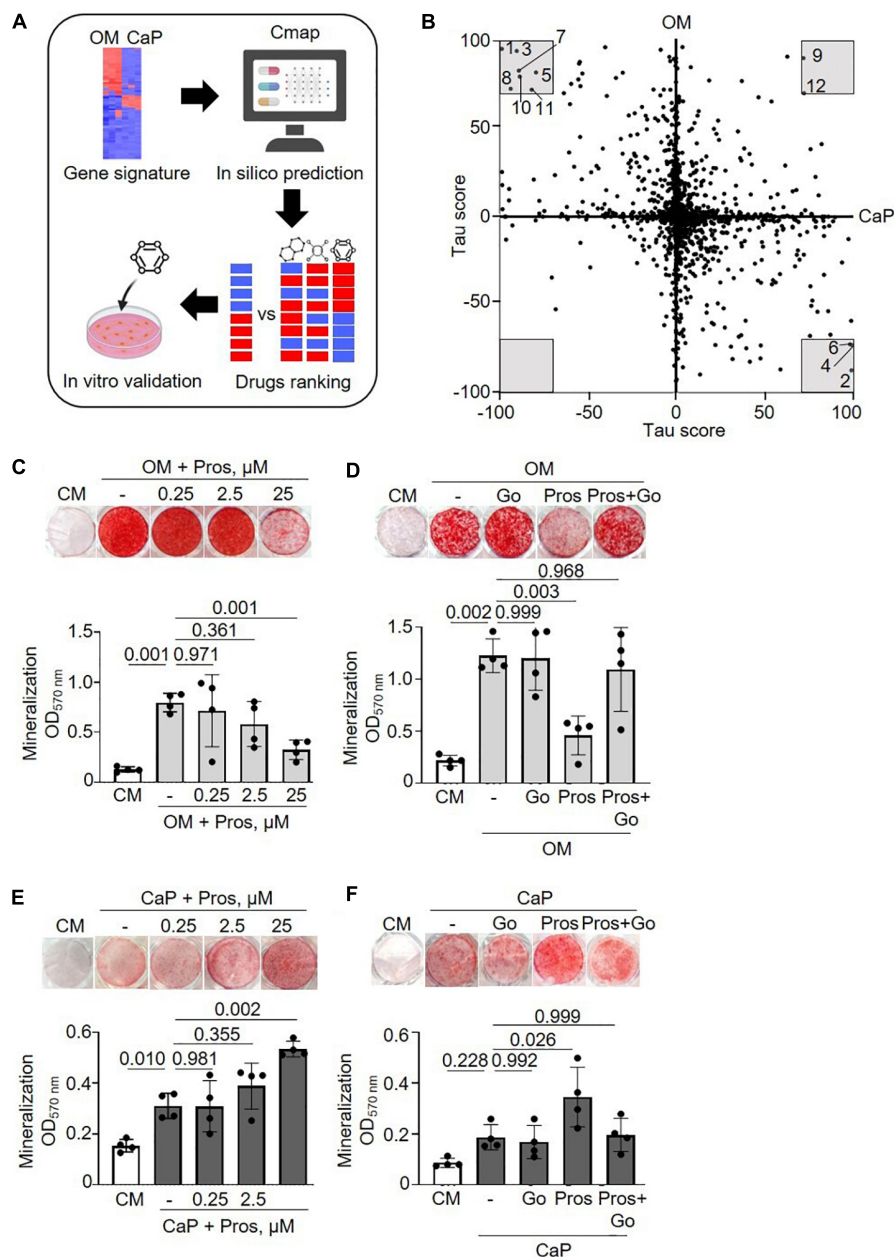 A
OM CaP
Cmap
Gene signature
In silico prediction
vs
In vitro validation
Drugs ranking
B
OM
100
50
0
-50
-100
Tau score
1 3 7
8 5
10 11
9
12
CaP
6
4
2
-100 -50 0 50 100
Tau score
C
OM + Pros, µM
CM - 0.25 2.5 25
0.001
0.361
0.001 0.971
Mineralization
OD570 nm
1.5
1.0
0.5
0
CM - 0.25 2.5 25
OM + Pros, µM
D
OM
CM - Go Pros Pros+Go
0.968
0.003
0.002 0.999
Mineralization
OD570 nm
1.5
1.0
0.5
0
CM - Go Pros Pros+
Go
OM
E
CaP + Pros, µM
CM - 0.25 2.5 25
0.002
0.355
0.010 0.981
Mineralization
OD570 nm
0.6
0.4
0.2
0
CM - 0.25 2.5
CaP + Pros, µM
F
CaP
CM - Go Pros Pros+Go
0.999
0.026
0.228 0.992
Mineralization
OD570 nm
0.6
0.4
0.2
0
CM - Go Pros Pros+
Go
CaP